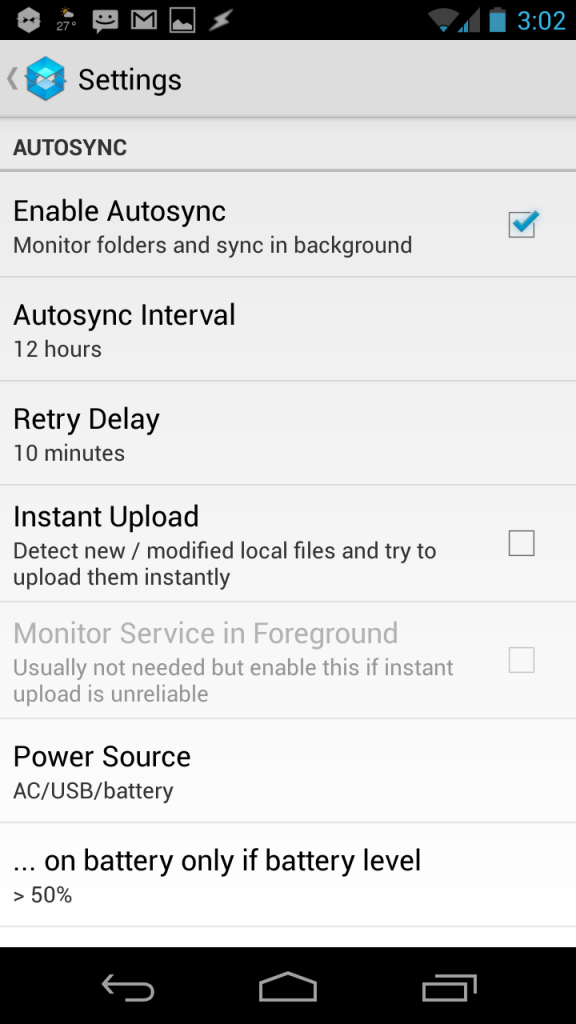 27°
3:02
Settings
AUTOSYNC
Enable Autosync
Monitor folders and sync in background
Autosync Interval
12 hours
Retry Delay
10 minutes
Instant Upload
Detect new / modified local files and try to
upload them instantly
Monitor Service in Foreground
Usually not needed but enable this if instant
upload is unreliable
Power Source
AC/USB/battery
... on battery only if battery level
> 50%